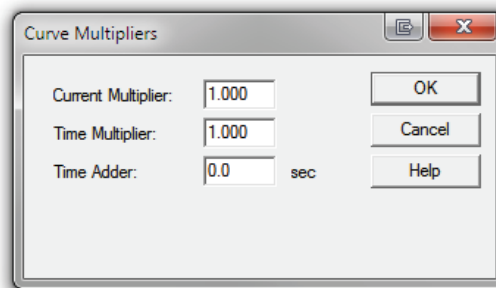 Curve Multipliers
Current Multiplier: 1.000 OK
Time Multiplier: 1.000 Cancel
Time Adder: 0.0 sec Help